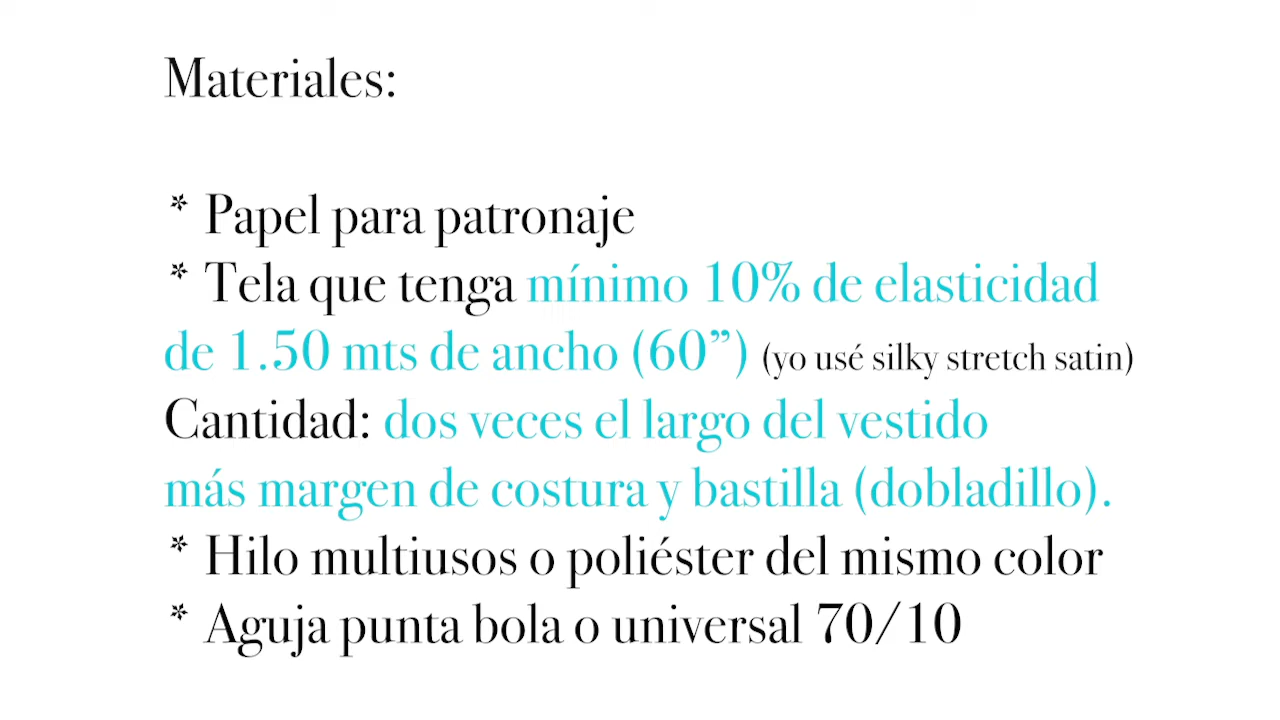 Materiales:
* Papel para patronaje
* Tela que tenga mínimo 10% de elasticidad
de 1.50 mts de ancho (60”) (yo usé silky stretch satin)
Cantidad: dos veces el largo del vestido
más margen de costura y bastilla (dobladillo).
* Hilo multiusos o poliéster del mismo color
* Aguja punta bola o universal 70/10